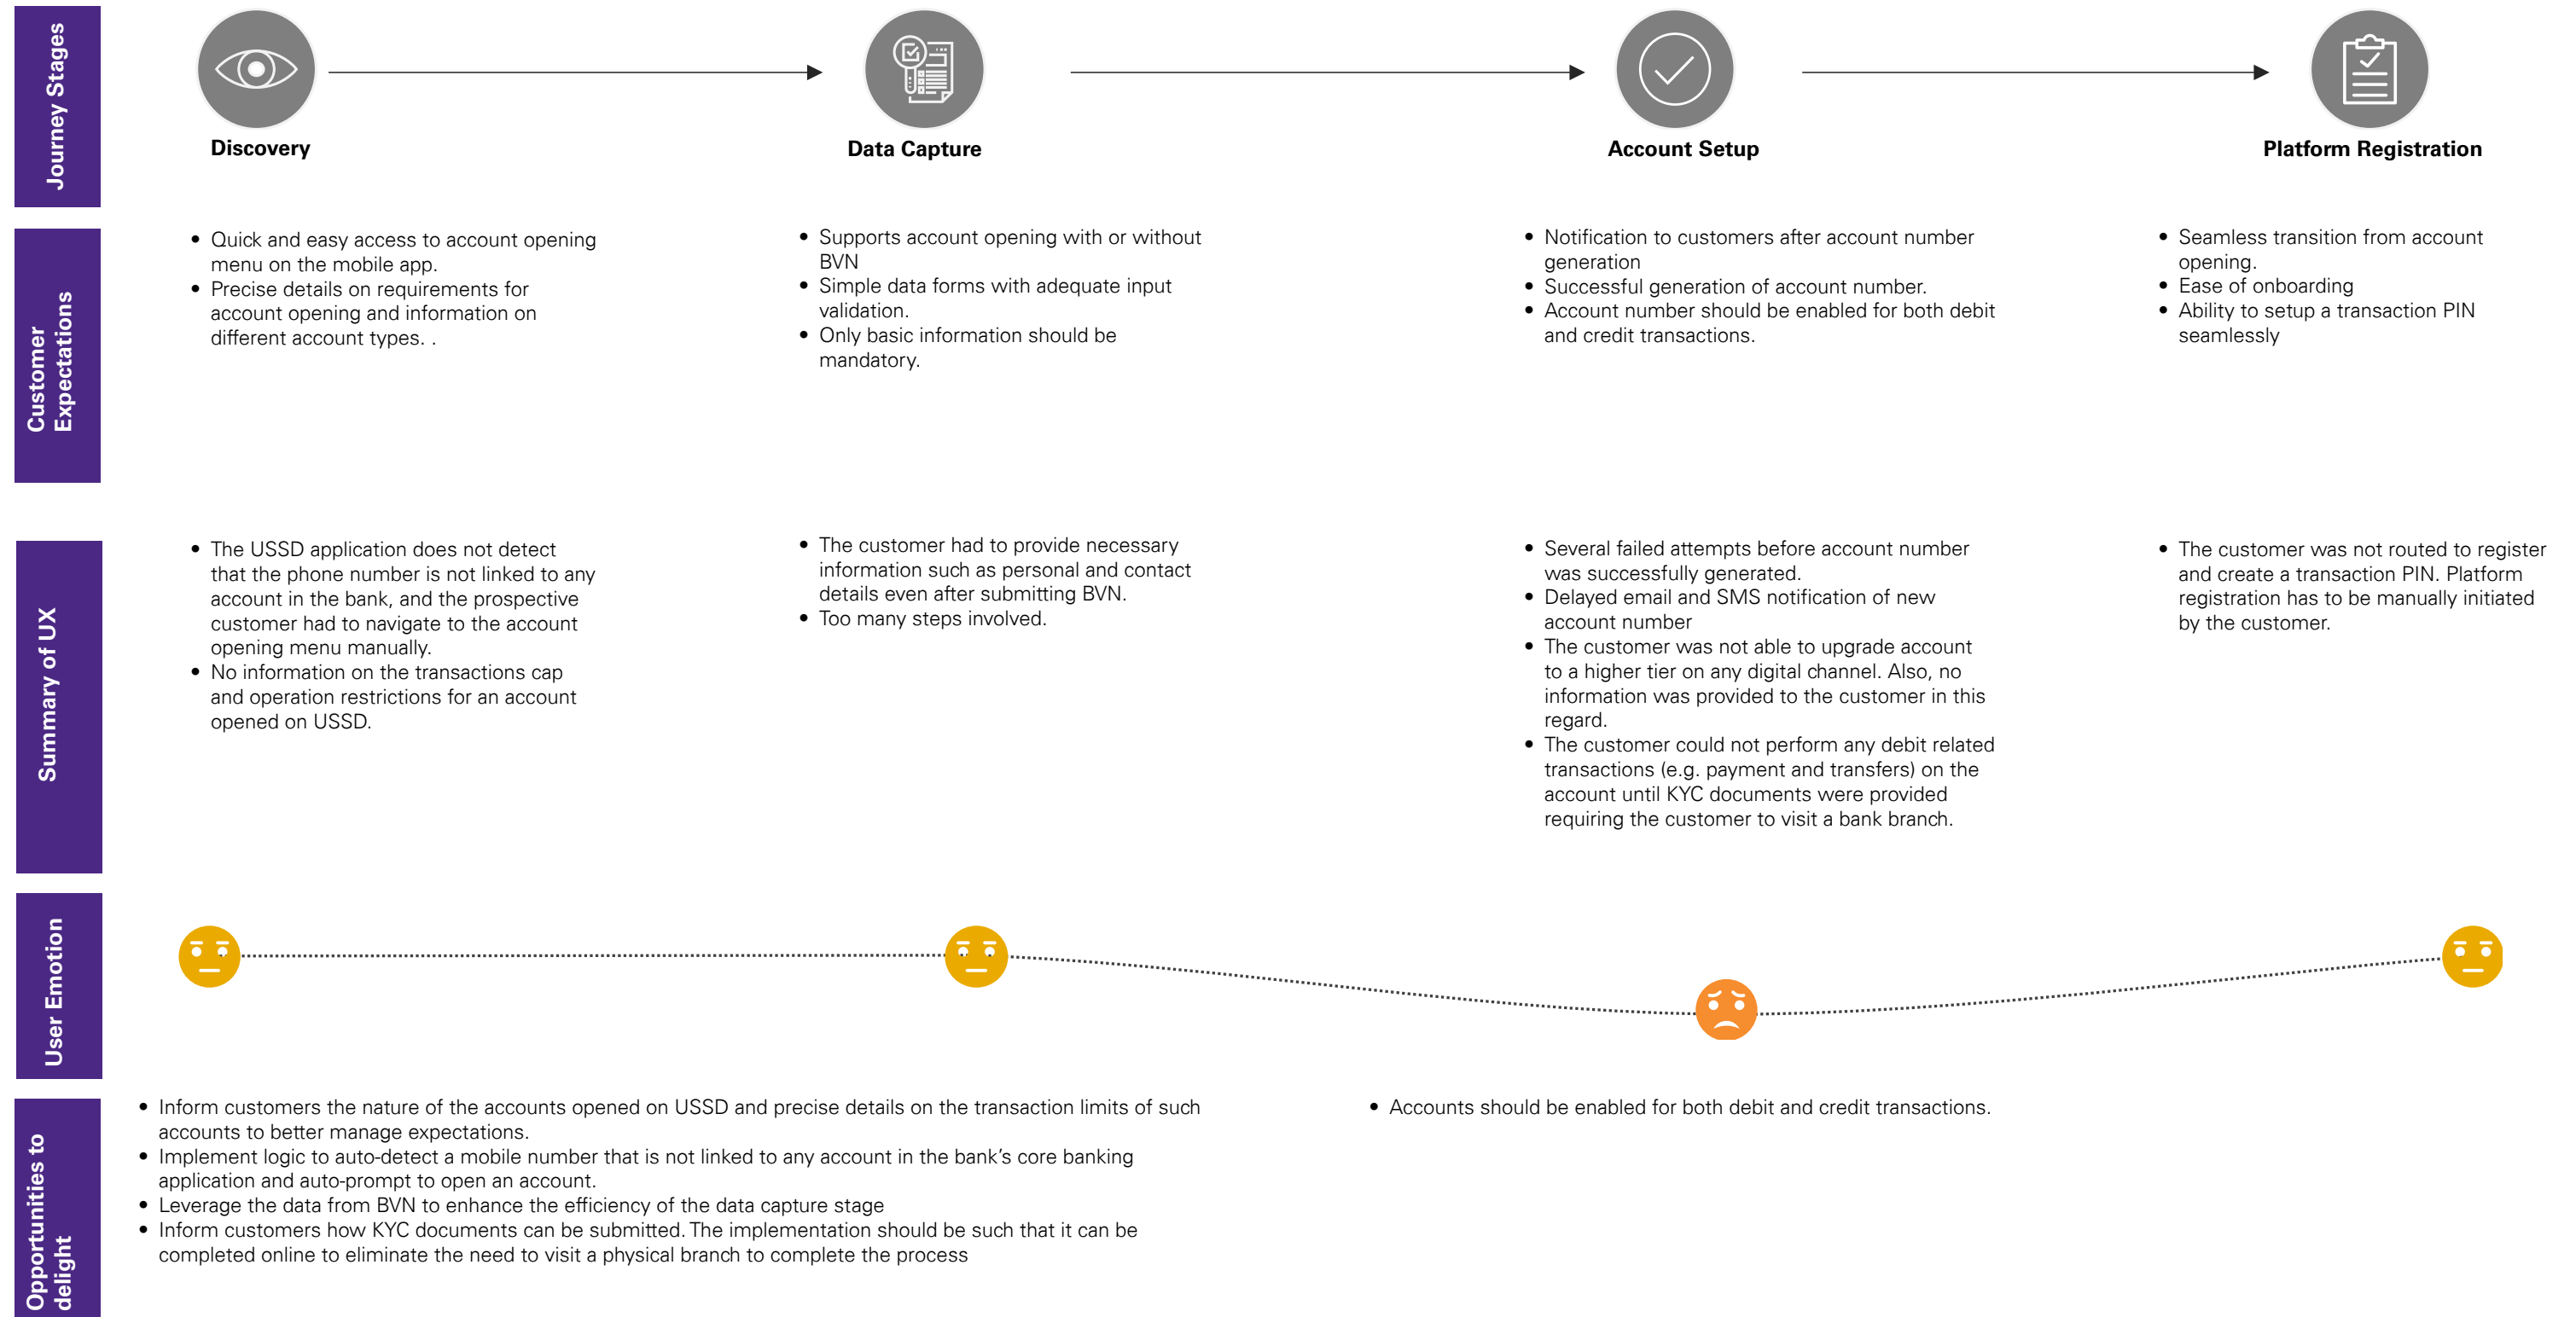 Journey Stages
Discovery
Data Capture
Account Setup
Platform Registration
Customer
Expectations
• Quick and easy access to account opening
menu on the mobile app.
• Precise details on requirements for
account opening and information on
different account types. .
• Supports account opening with or without
BVN
• Simple data forms with adequate input
validation.
• Only basic information should be
mandatory.
• Notification to customers after account number
generation
• Successful generation of account number.
• Account number should be enabled for both debit
and credit transactions.
• Seamless transition from account
opening.
• Ease of onboarding
• Ability to setup a transaction PIN
seamlessly
Summary of UX
• The USSD application does not detect
that the phone number is not linked to any
account in the bank, and the prospective
customer had to navigate to the account
opening menu manually.
• No information on the transactions cap
and operation restrictions for an account
opened on USSD.
• The customer had to provide necessary
information such as personal and contact
details even after submitting BVN.
• Too many steps involved.
• Several failed attempts before account number
was successfully generated.
• Delayed email and SMS notification of new
account number
• The customer was not able to upgrade account
to a higher tier on any digital channel. Also, no
information was provided to the customer in this
regard.
• The customer could not perform any debit related
transactions (e.g. payment and transfers) on the
account until KYC documents were provided
requiring the customer to visit a bank branch.
• The customer was not routed to register
and create a transaction PIN. Platform
registration has to be manually initiated
by the customer.
User Emotion
Opportunities to
delight
• Inform customers the nature of the accounts opened on USSD and precise details on the transaction limits of such
accounts to better manage expectations.
• Implement logic to auto-detect a mobile number that is not linked to any account in the bank’s core banking
application and auto-prompt to open an account.
• Leverage the data from BVN to enhance the efficiency of the data capture stage
• Inform customers how KYC documents can be submitted. The implementation should be such that it can be
completed online to eliminate the need to visit a physical branch to complete the process
• Accounts should be enabled for both debit and credit transactions.